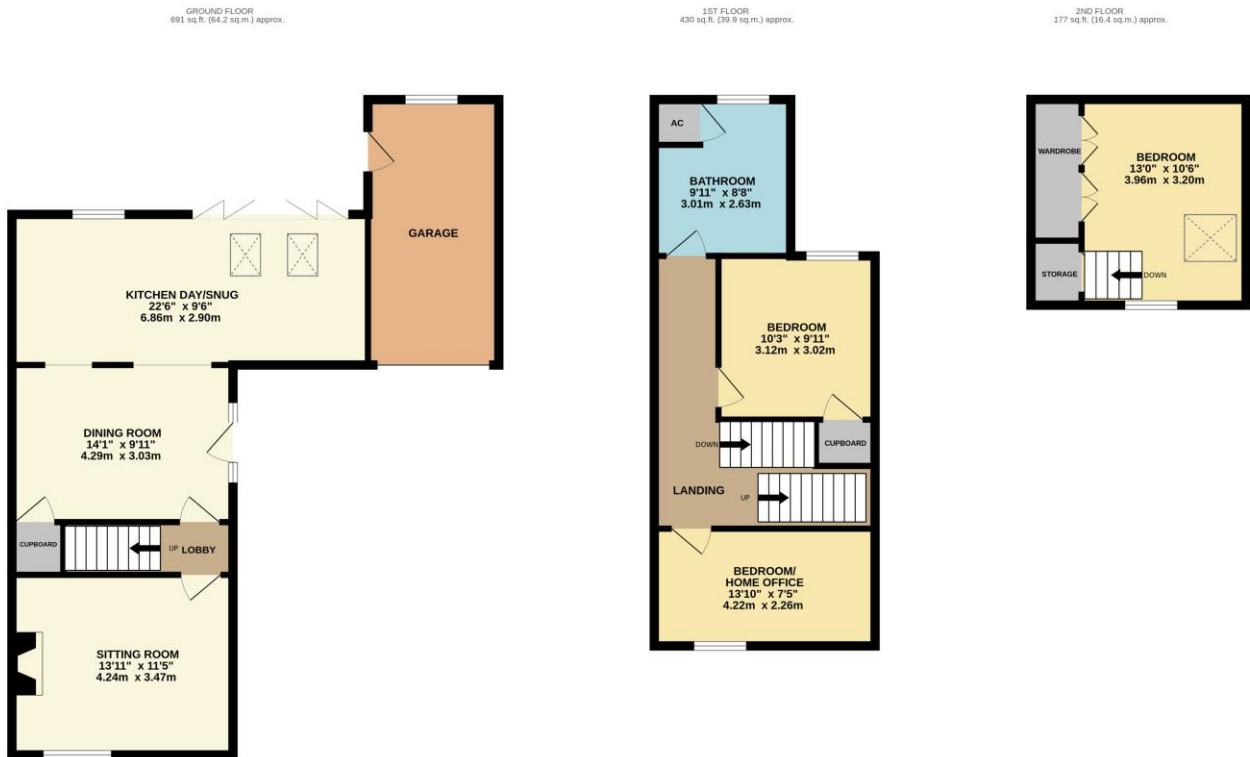 GROUND FLOOR
691 sq.ft. (64.2 sq.m.) approx.
GARAGE
KITCHEN DAY/SNUG
22'6" x 9'6"
6.86m x 2.90m
DINING ROOM
14'1" x 9'11"
4.29m x 3.03m
CUPBOARD
UP
LOBBY
SITTING ROOM
13'11" x 11'5"
4.24m x 3.47m
1ST FLOOR
430 sq.ft. (39.9 sq.m.) approx.
AC
BATHROOM
9'11" x 8'8"
3.01m x 2.63m
BEDROOM
10'3" x 9'11"
3.12m x 3.02m
DOWN
CUPBOARD
LANDING
UP
BEDROOM/
HOME OFFICE
13'10" x 7'5"
4.22m x 2.26m
2ND FLOOR
177 sq.ft. (16.4 sq.m.) approx.
WARDROBE
BEDROOM
13'0" x 10'6"
3.96m x 3.20m
STORAGE
DOWN